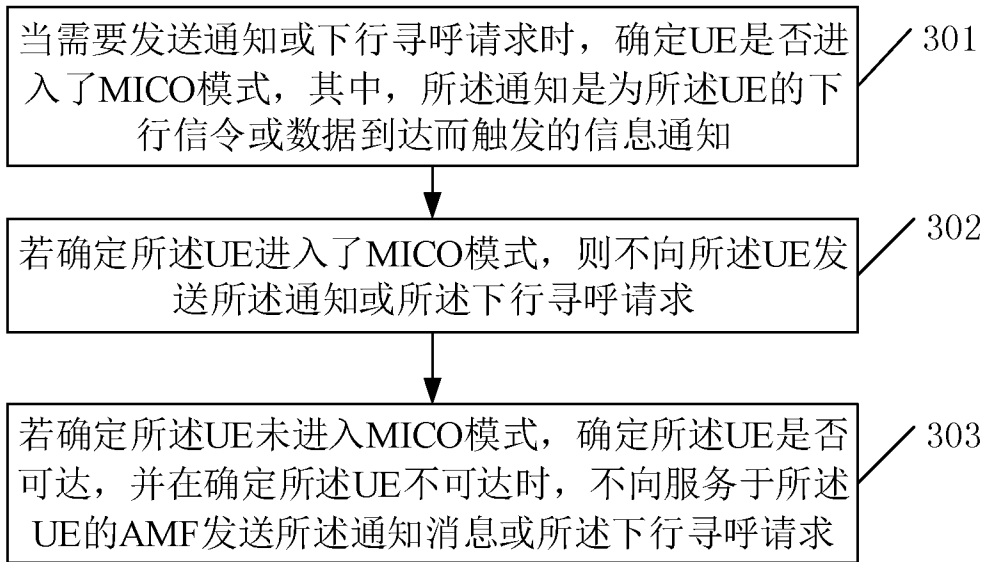 当需要发送通知或下行寻呼请求时，确定UE是否进
入了MICO模式，其中，所述通知是为所述UE的下
行信令或数据到达而触发的信息通知
301
若确定所述UE进入了MICO模式，则不向所述UE发
送所述通知或所述下行寻呼请求
302
若确定所述UE未进入MICO模式，确定所述UE是否
可达，并在确定所述UE不可达时，不向服务于所述
UE的AMF发送所述通知消息或所述下行寻呼请求
303